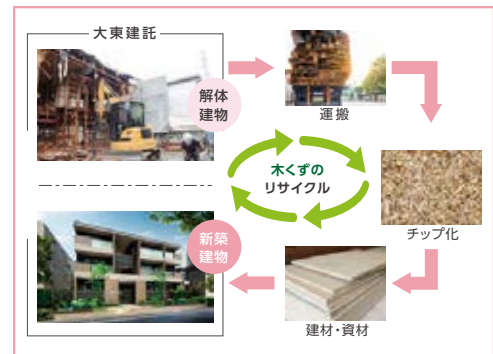 大東建託
解体
建物
運搬
木くずの
リサイクル
チップ化
新築
建物
建材・資材